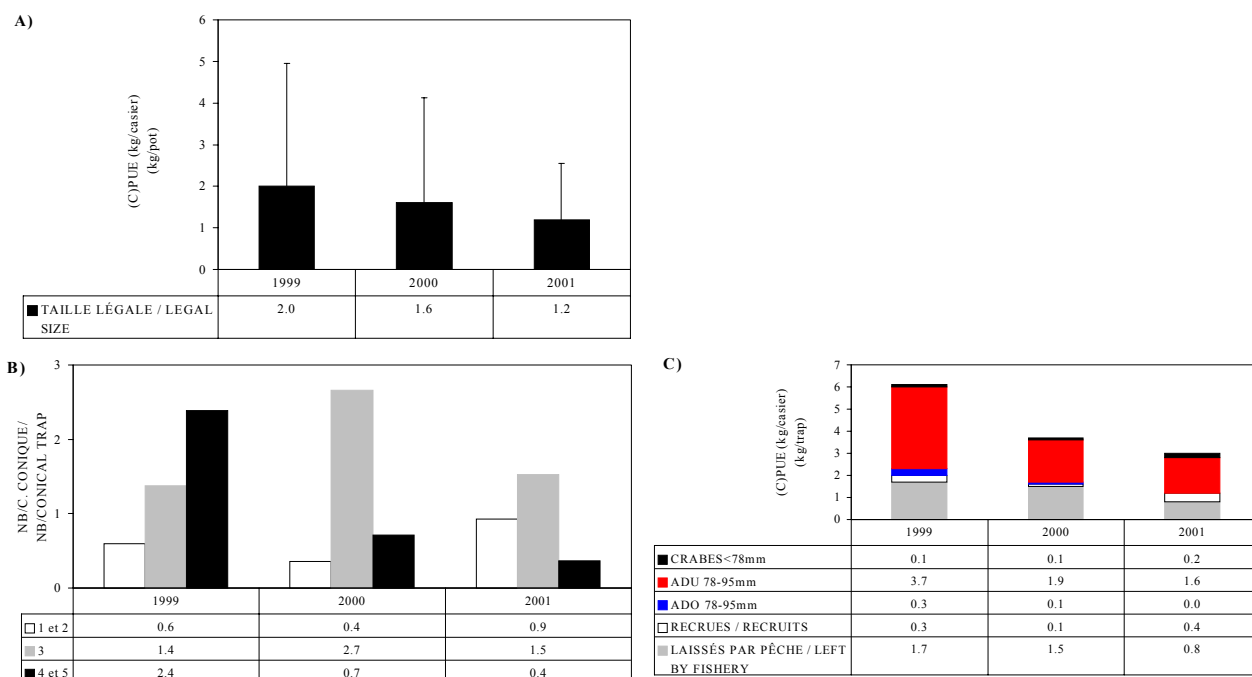 A)
6
5
4
3
2
1
0
(C)PUE (kg/casier)
(kg/pot)
1999 2000 2001
TAILLE LÉGALE / LEGAL SIZE 2.0 1.6 1.2
B)
3
2
1
0
NB/C. CONIQUE/
NB/CONICAL TRAP
1999 2000 2001
1 et 2 0.6 0.4 0.9
3 1.4 2.7 1.5
4 et 5 2.4 0.7 0.4
C)
7
6
5
4
3
2
1
0
(C)PUE (kg/casier)
(kg/trap)
1999 2000 2001
CRABES<78mm 0.1 0.1 0.2
ADU 78-95mm 3.7 1.9 1.6
ADO 78-95mm 0.3 0.1 0.0
RECRUES / RECRUITS 0.3 0.1 0.4
LAISSÉS PAR PÊCHE / LEFT BY FISHERY 1.7 1.5 0.8